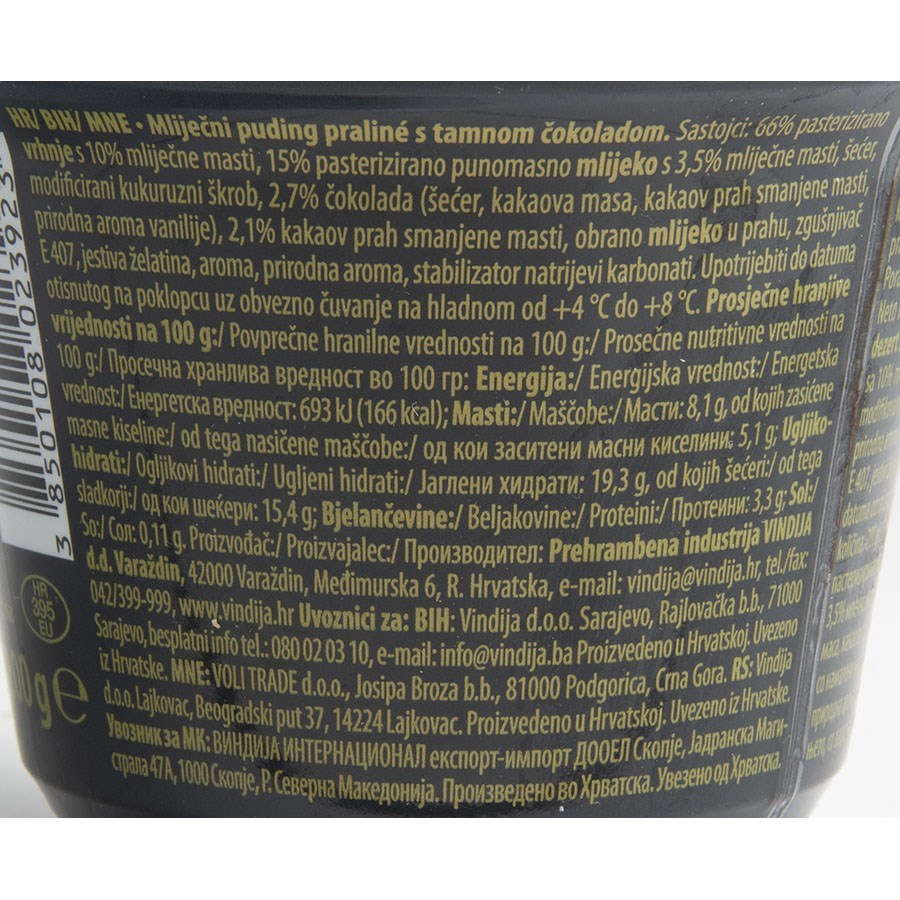 HR/ BIH/ MNE • Mliječni puding praliné s tamnom čokoladom. Sastojci: 66% pasterizirano
vrhnje s 10% mliječne masti, 15% pasterizirano punomasno mlijeko s 3,5% mliječne masti, šećer,
modificirani kukuruzni škrob, 2,7% čokolada (šećer, kakaova masa, kakaov prah smanjene masti,
prirodna aroma vanilije), 2,1% kakaov prah smanjene masti, obrano mlijeko u prahu, zgušnjivač
E 407, jestiva želatina, aroma, prirodna aroma, stabilizator natrijevi karbonati. Upotrijebiti do datuma
otisnutog na poklopcu uz obvezno čuvanje na hladnom od +4 °C do +8 °C. Prosječne hranjive
vrijednosti na 100 g:/ Povprečne hranilne vrednosti na 100 g:/ Prosečne nutritivne vrednosti na
100 g:/ Просечна хранлива вредност во 100 гр: Energija:/ Energijska vrednost:/ Energetska
vrednost:/ Енергетска вредност: 693 kJ (166 kcal); Masti:/ Maščobe:/ Масти: 8,1 g, od kojih zasićene
masne kiseline:/ od tega nasičene maščobe:/ од кои заситени масни киселини: 5,1 g; Ugljiko-
hidrati:/ Ogljikovi hidrati:/ Ugljeni hidrati:/ Јаглени хидрати: 19,3 g, od kojih šećeri:/ od tega
sladkorji:/ од кои шеќери: 15,4 g; Bjelančevine:/ Beljakovine:/ Proteini:/ Протеини: 3,3 g; Sol:/
So:/ Сол: 0,11 g. Proizvođač:/ Proizvajalec:/ Производител: Prehrambena industrija VINDIJA
d.d. Varaždin, 42000 Varaždin, Međimurska 6, R. Hrvatska, e-mail: vindija@vindija.hr, tel./fax:
042/399-999, www.vindija.hr Uvoznici za: BIH: Vindija d.o.o. Sarajevo, Rajlovačka b.b., 71000
Sarajevo, besplatni info tel.: 080 02 03 10, e-mail: info@vindija.ba Proizvedeno u Hrvatskoj. Uvezeno
iz Hrvatske. MNE: VOLI TRADE d.o.o., Josipa Broza b.b., 81000 Podgorica, Crna Gora. RS: Vindija
d.o.o. Lajkovac, Beogradski put 37, 14224 Lajkovac. Proizvedeno u Hrvatskoj. Uvezeno iz Hrvatske.
Увозник за МК: ВИНДИЈА ИНТЕРНАЦИОНАЛ експорт-импорт ДООЕЛ Скопје, Јадранска Маги-
страла 47А, 1000 Скопје, Р. Северна Македонија. Произведено во Хрватска. Увезено од Хрватска.
3 850108 023923
HR
395
EU
g e